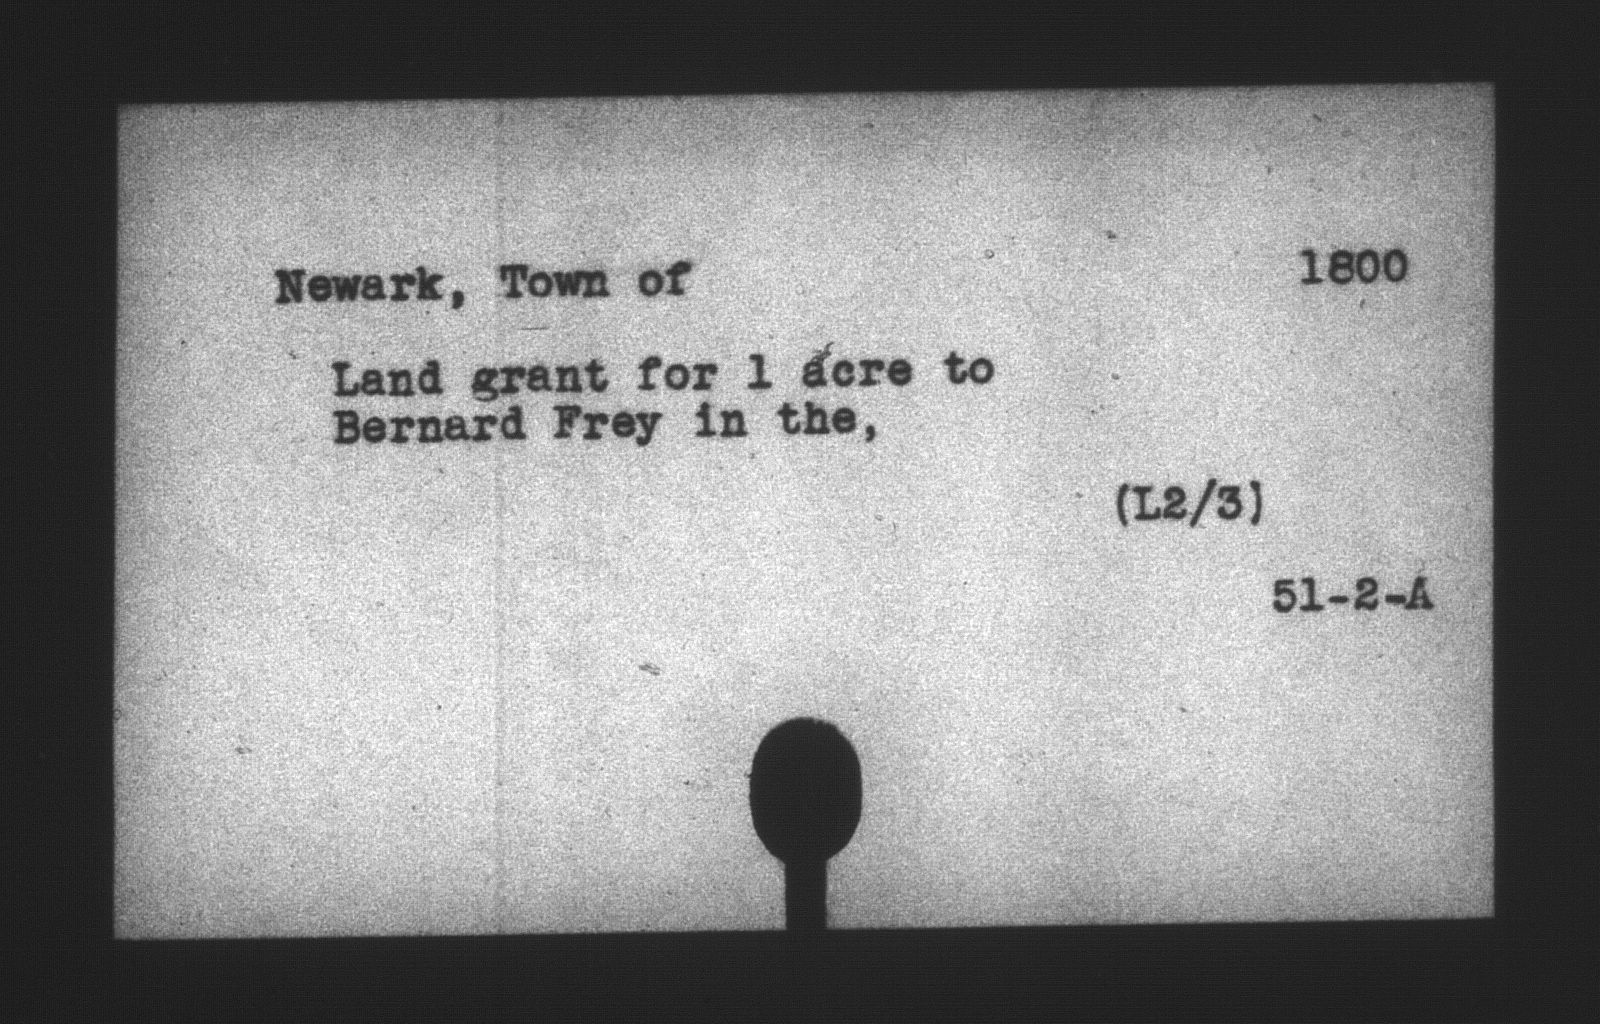 Newark, Town of 1800
Land grant for 1 acre to
Bernard Frey in the,
(L2/3)
51-2-A